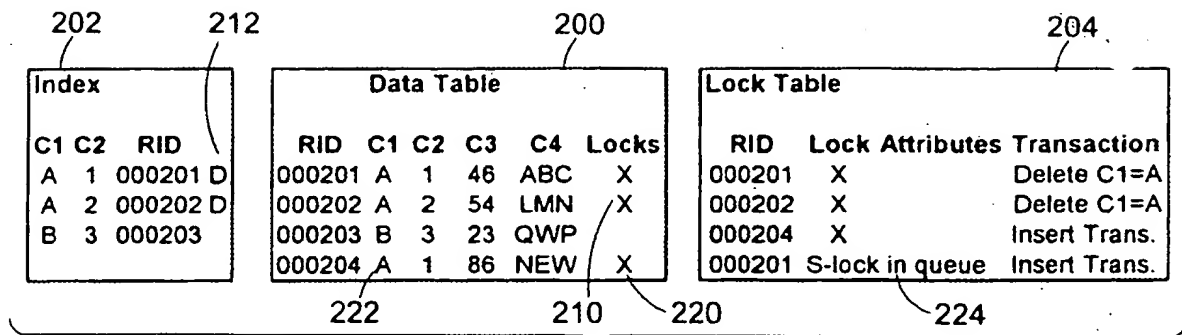 202 212 200 204
Index Data Table Lock Table
C1 C2 RID RID C1 C2 C3 C4 Locks RID Lock Attributes Transaction
A 1 000201 D 000201 A 1 46 ABC X 000201 X Delete C1=A
A 2 000202 D 000202 A 2 54 LMN X 000202 X Delete C1=A
B 3 000203 000203 B 3 23 QWP 000204 X Insert Trans.
000204 A 1 86 NEW X 000201 S-lock in queue Insert Trans.
222 210 220 224